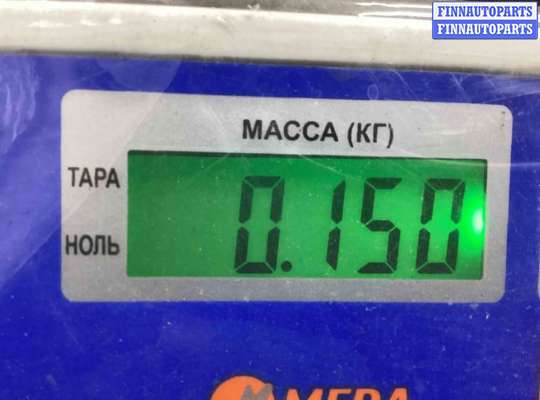 FINNAUTOPARTS
FINNAUTOPARTS
МАССА (КГ)
ТАРА
0.150
НОЛЬ
МЕРА